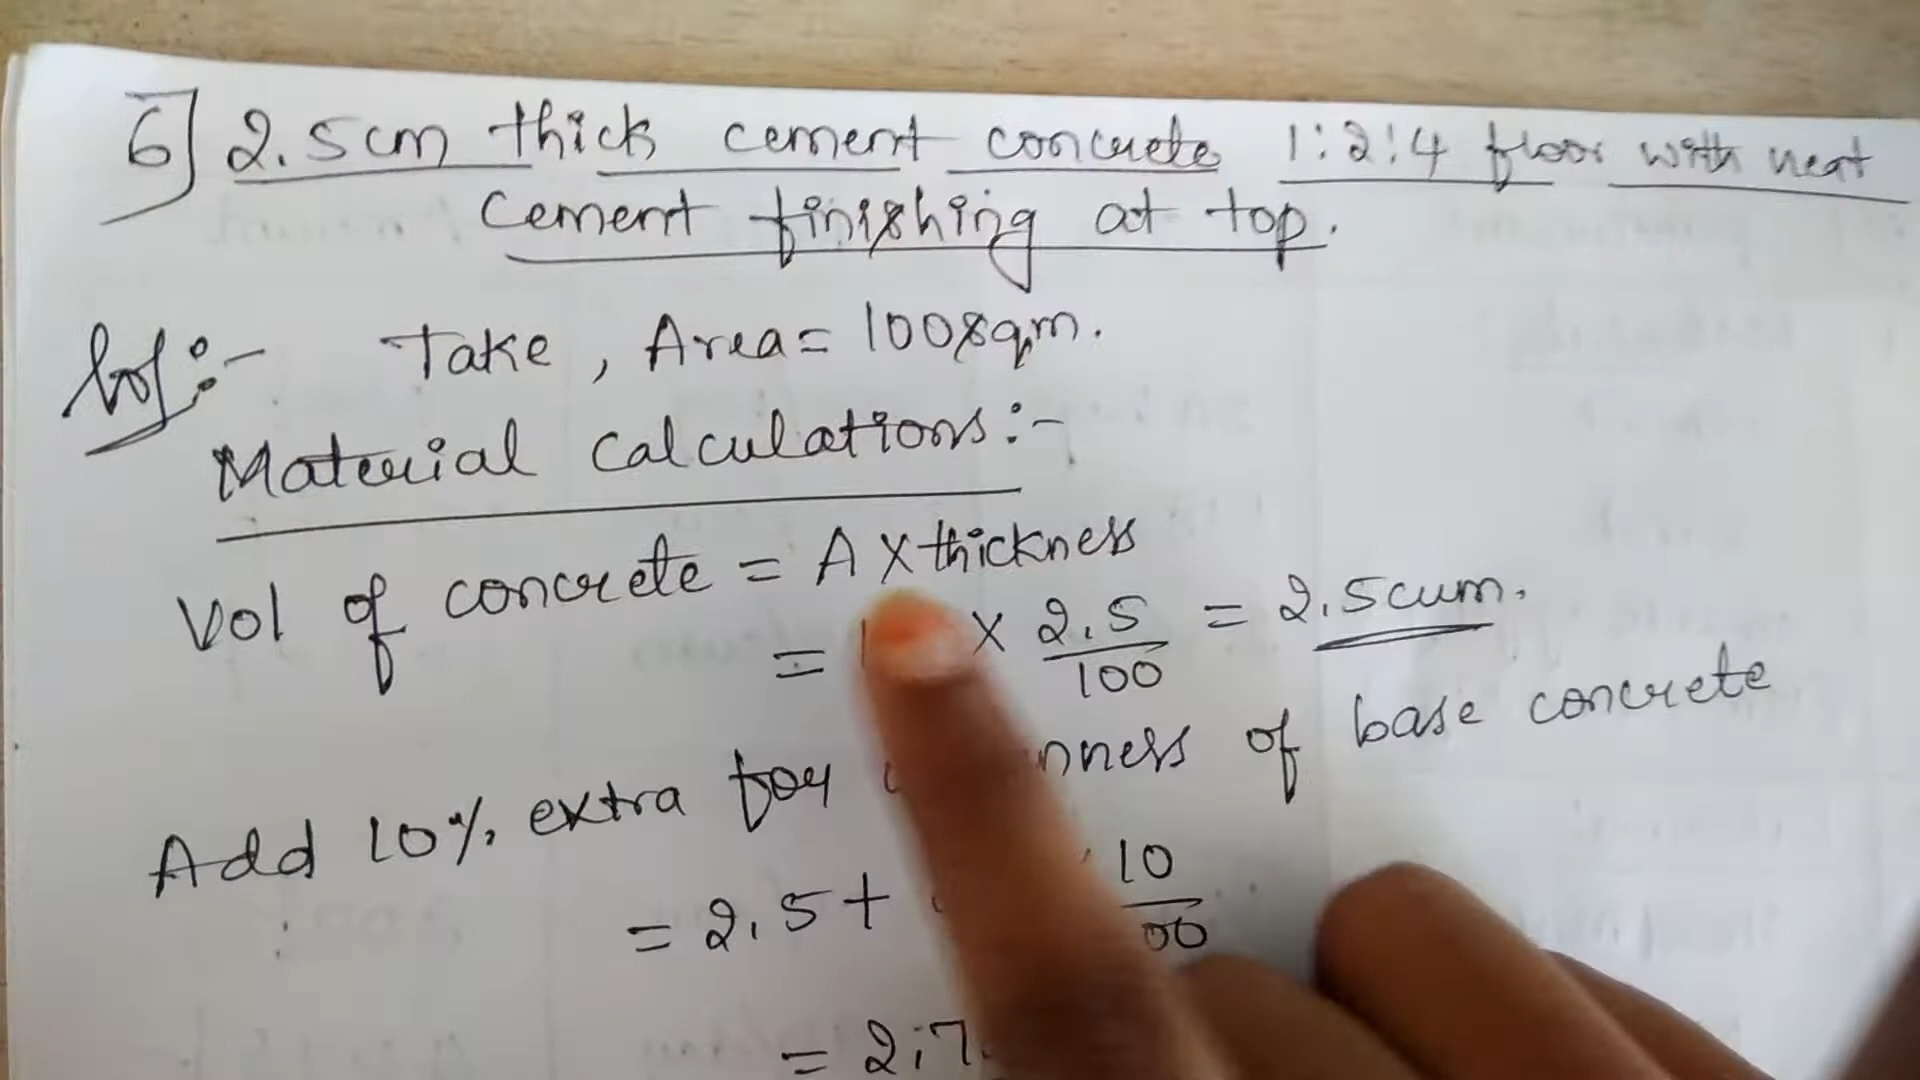 6] 2.5cm thick cement concrete 1:2:4 floor with neat
cement finishing at top.
Sol:- Take, Area = 100sqm.
Material calculations:-
Vol of concrete = A X thickness
= × 2.5/100 = 2.5cum.
Add 10% extra for of base concrete
= 2.5 + 10
= 2.7